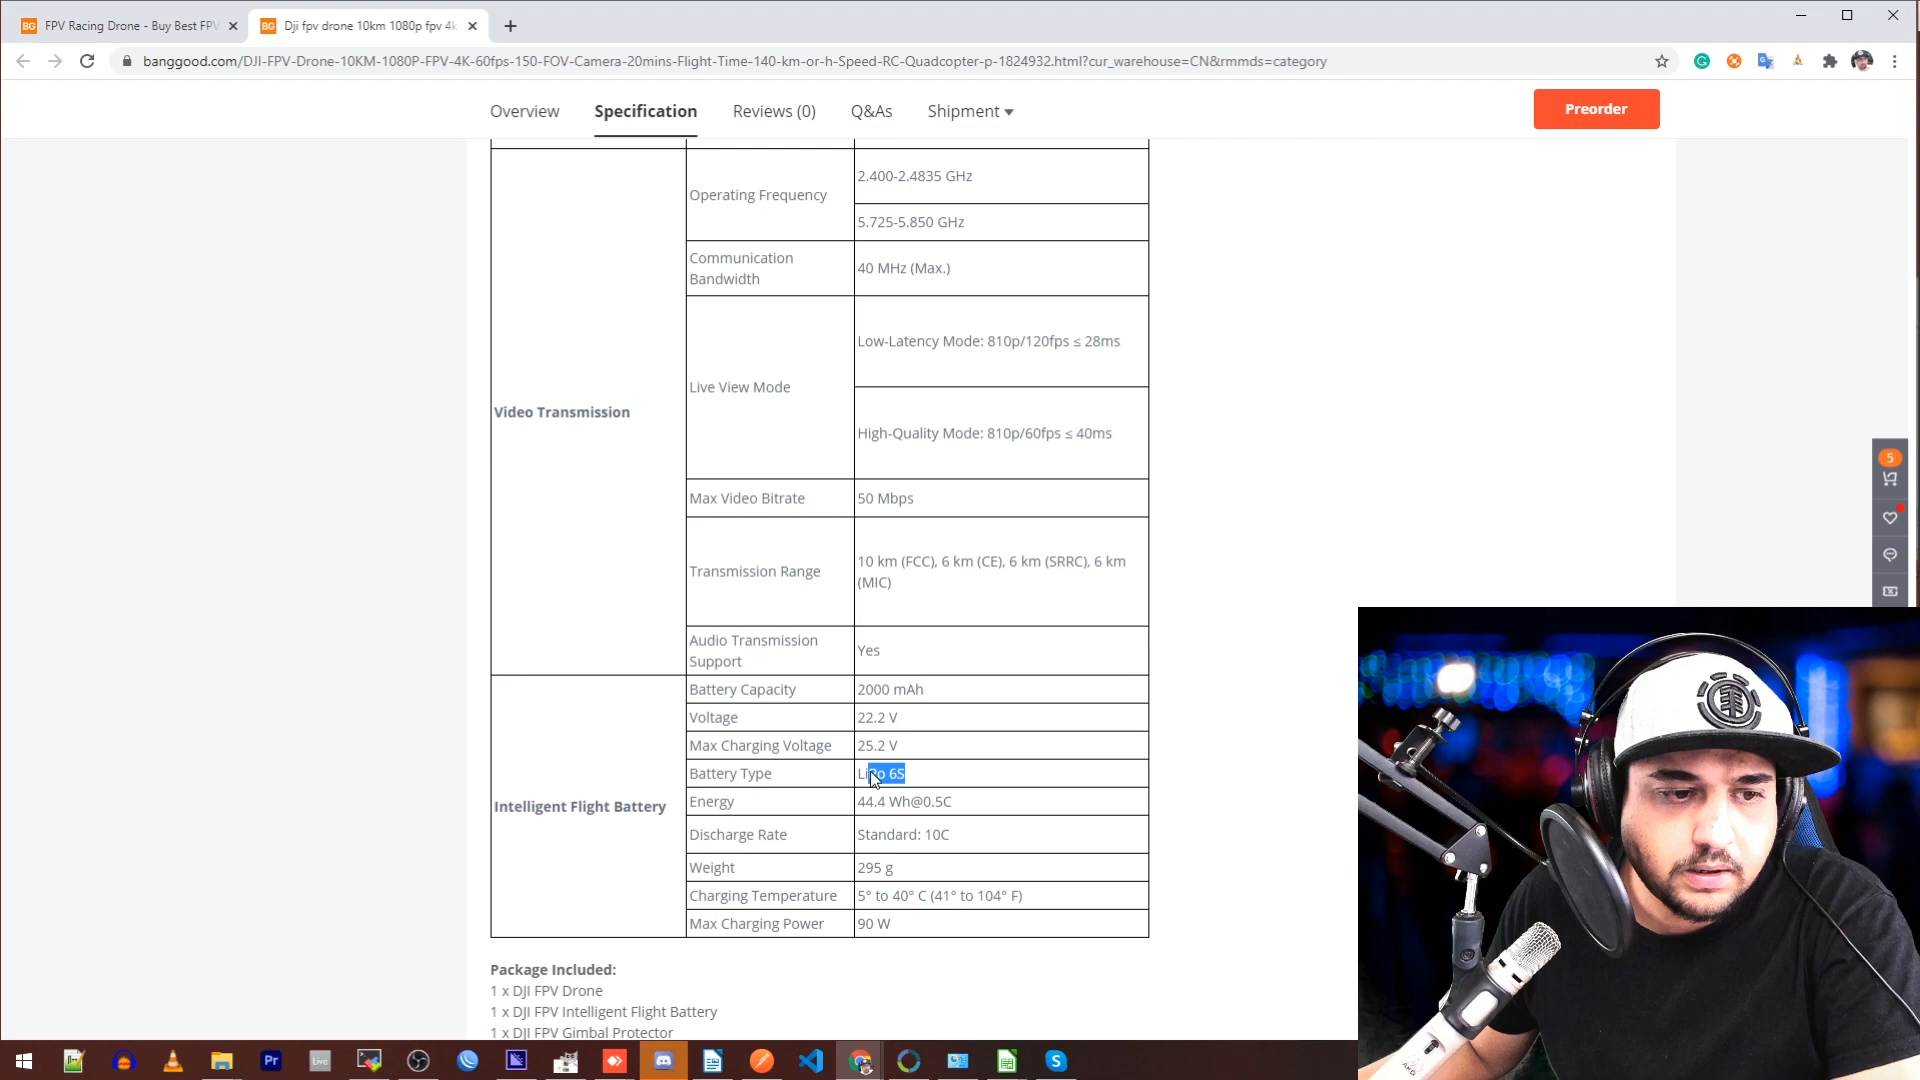 FPV Racing Drone - Buy Best FPV
Dji fpv drone 10km 1080p fpv 4k
banggood.com/DJI-FPV-Drone-10KM-1080P-FPV-4K-60fps-150-FOV-Camera-20mins-Flight-Time-140-km-or-h-Speed-RC-Quadcopter-p-1824932.html?cur_warehouse=CN&rmmds=category
Overview
Specification
Reviews (0)
Q&As
Shipment
Preorder
Video Transmission
Operating Frequency
2.400-2.4835 GHz
5.725-5.850 GHz
Communication
Bandwidth
40 MHz (Max.)
Live View Mode
Low-Latency Mode: 810p/120fps ≤ 28ms
High-Quality Mode: 810p/60fps ≤ 40ms
Max Video Bitrate
50 Mbps
Transmission Range
10 km (FCC), 6 km (CE), 6 km (SRRC), 6 km
(MIC)
Audio Transmission
Support
Yes
Intelligent Flight Battery
Battery Capacity
2000 mAh
Voltage
22.2 V
Max Charging Voltage
25.2 V
Battery Type
LiPo 6S
Energy
44.4 Wh@0.5C
Discharge Rate
Standard: 10C
Weight
295 g
Charging Temperature
5° to 40° C (41° to 104° F)
Max Charging Power
90 W
Package Included:
1 x DJI FPV Drone
1 x DJI FPV Intelligent Flight Battery
1 x DJI FPV Gimbal Protector
5
BG
BG
Pr
Live
S
AKG